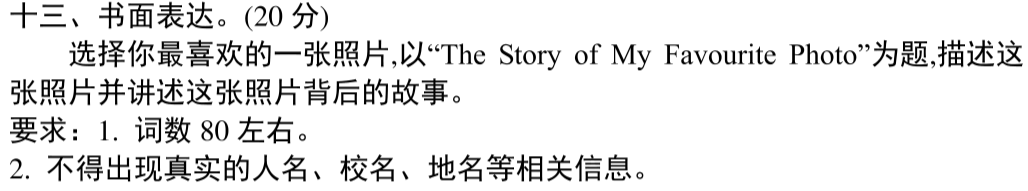 十三、书面表达。(20 分)
选择你最喜欢的一张照片,以“The Story of My Favourite Photo”为题,描述这
张照片并讲述这张照片背后的故事。
要求：1. 词数 80 左右。
2. 不得出现真实的人名、校名、地名等相关信息。